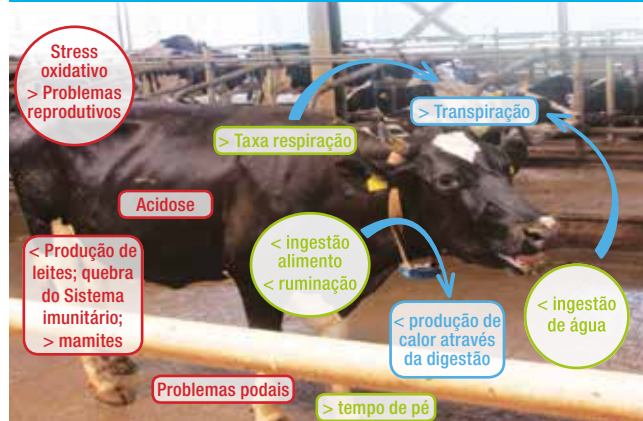 Stress
oxidativo
> Problemas
reprodutivos
> Taxa respiração
> Transpiração
Acidose
< Produção de
leites; quebra
do Sistema
imunitário;
> mamites
< ingestão
alimento
< ruminação
< produção de
calor através
da digestão
< ingestão
de água
Problemas podais
> tempo de pé